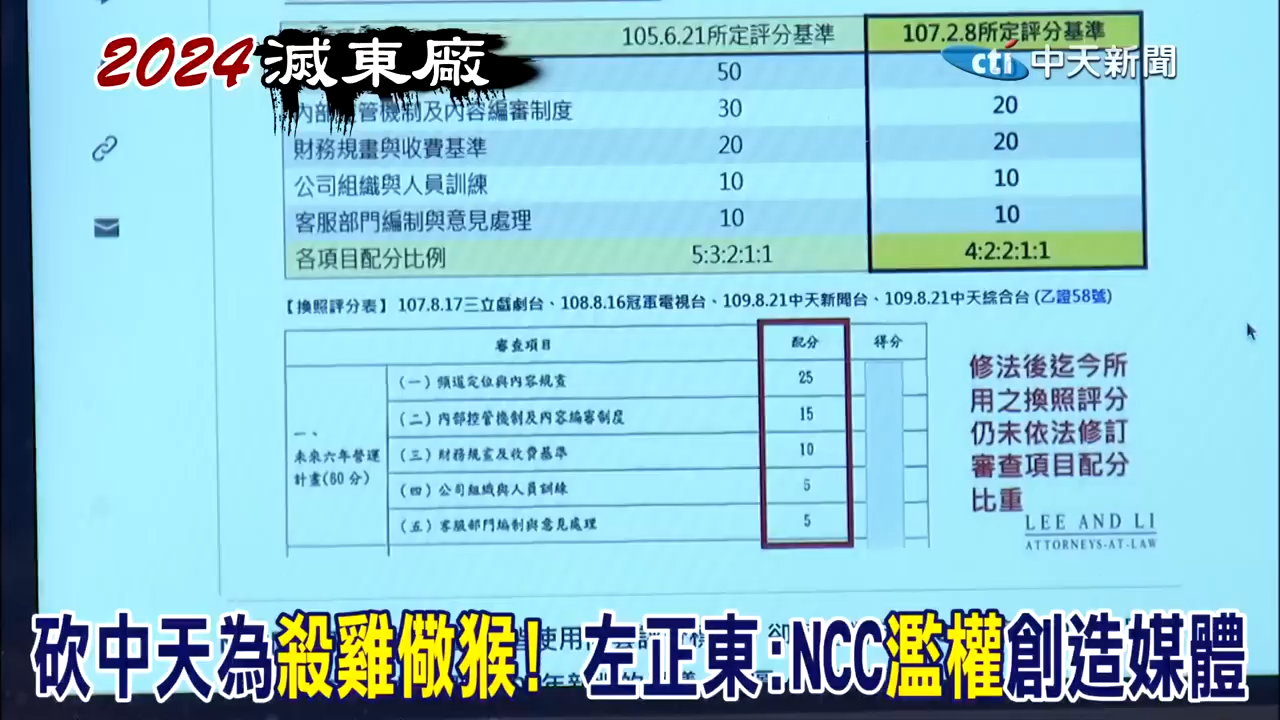 2024滅東廠
cti 中天新聞
105.6.21所定評分基準
107.2.8所定評分基準
50
管機制及內容編審制度 30 20
財務規畫與收費基準 20 20
公司組織與人員訓練 10 10
客服部門編制與意見處理 10 10
各項目配分比例 5:3:2:1:1 4:2:2:1:1
【換照評分表】 107.8.17三立戲劇台、108.8.16冠軍電視台、109.8.21中天新聞台、109.8.21中天綜合台 (乙證58號)
審查項目 配分 得分
一、
未來六年營運
計畫(60分)
(一)頻道定位與內容規畫 25
(二)內部控管機制及內容編審制度 15
(三)財務規畫及收費基準 10
(四)公司組織與人員訓練 5
(五)客服部門編制與意見處理 5
修法後迄今所
用之換照評分
仍未依法修訂
審查項目配分
比重
LEE AND LI
ATTORNEYS-AT-LAW
砍中天為殺雞儆猴! 左正東:NCC濫權創造媒體